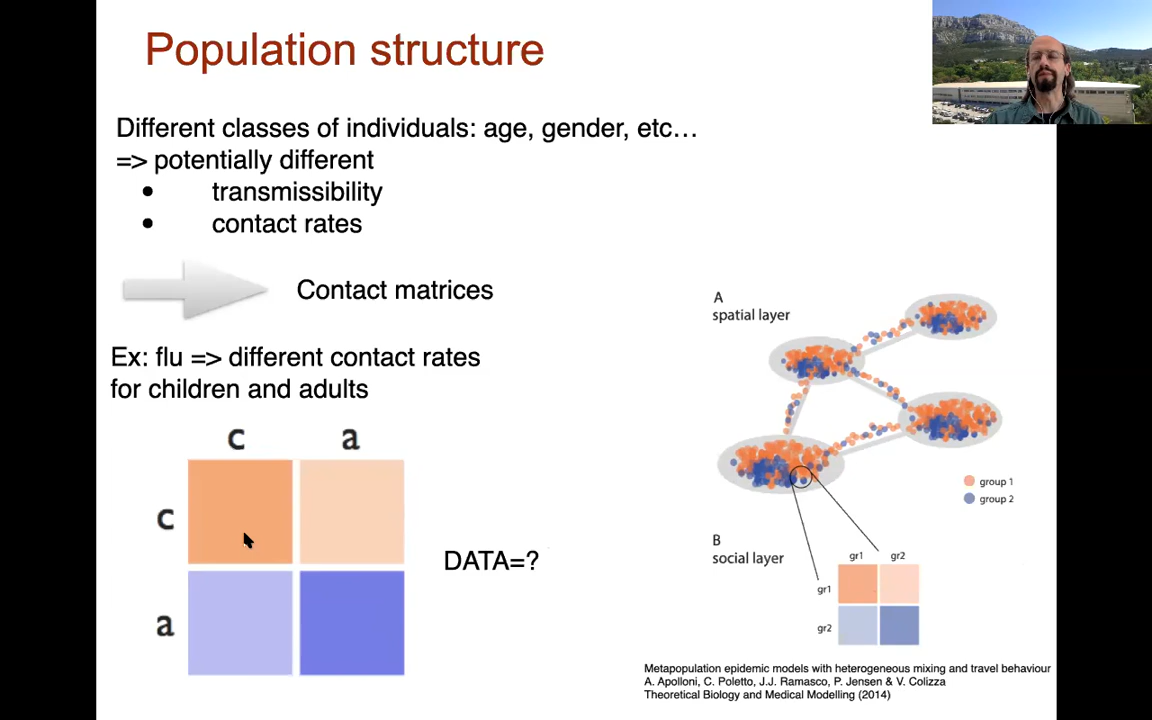 Population structure
Different classes of individuals: age, gender, etc…
=> potentially different
• transmissibility
• contact rates
Contact matrices
Ex: flu => different contact rates
for children and adults
c a
c
a
DATA=?
A
spatial layer
group 1
group 2
B
social layer
gr1 gr2
gr1
gr2
Metapopulation epidemic models with heterogeneous mixing and travel behaviour
A. Apolloni, C. Poletto, J.J. Ramasco, P. Jensen & V. Colizza
Theoretical Biology and Medical Modelling (2014)